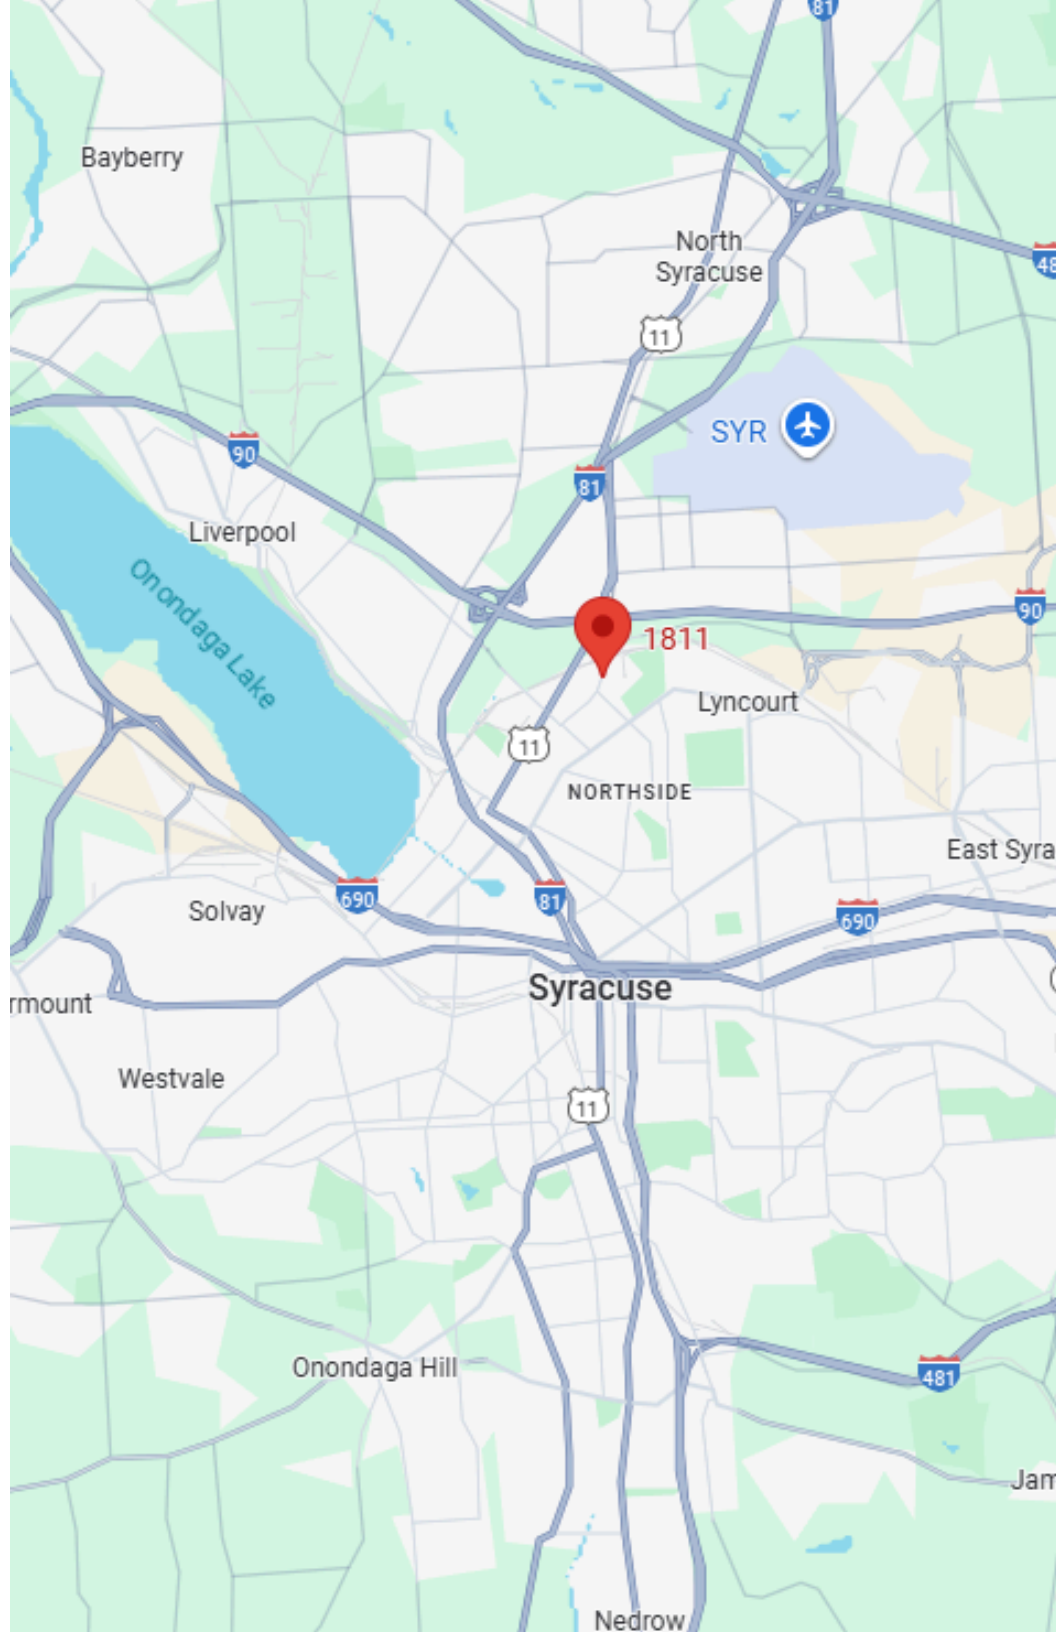 81
Bayberry
North
Syracuse
48
11
SYR
90
81
Liverpool
Onondaga Lake
90
1811
Lyncourt
11
NORTHSIDE
East Syra
690
81
Solvay
690
Syracuse
rmount
Westvale
11
Onondaga Hill
481
Jam
Nedrow